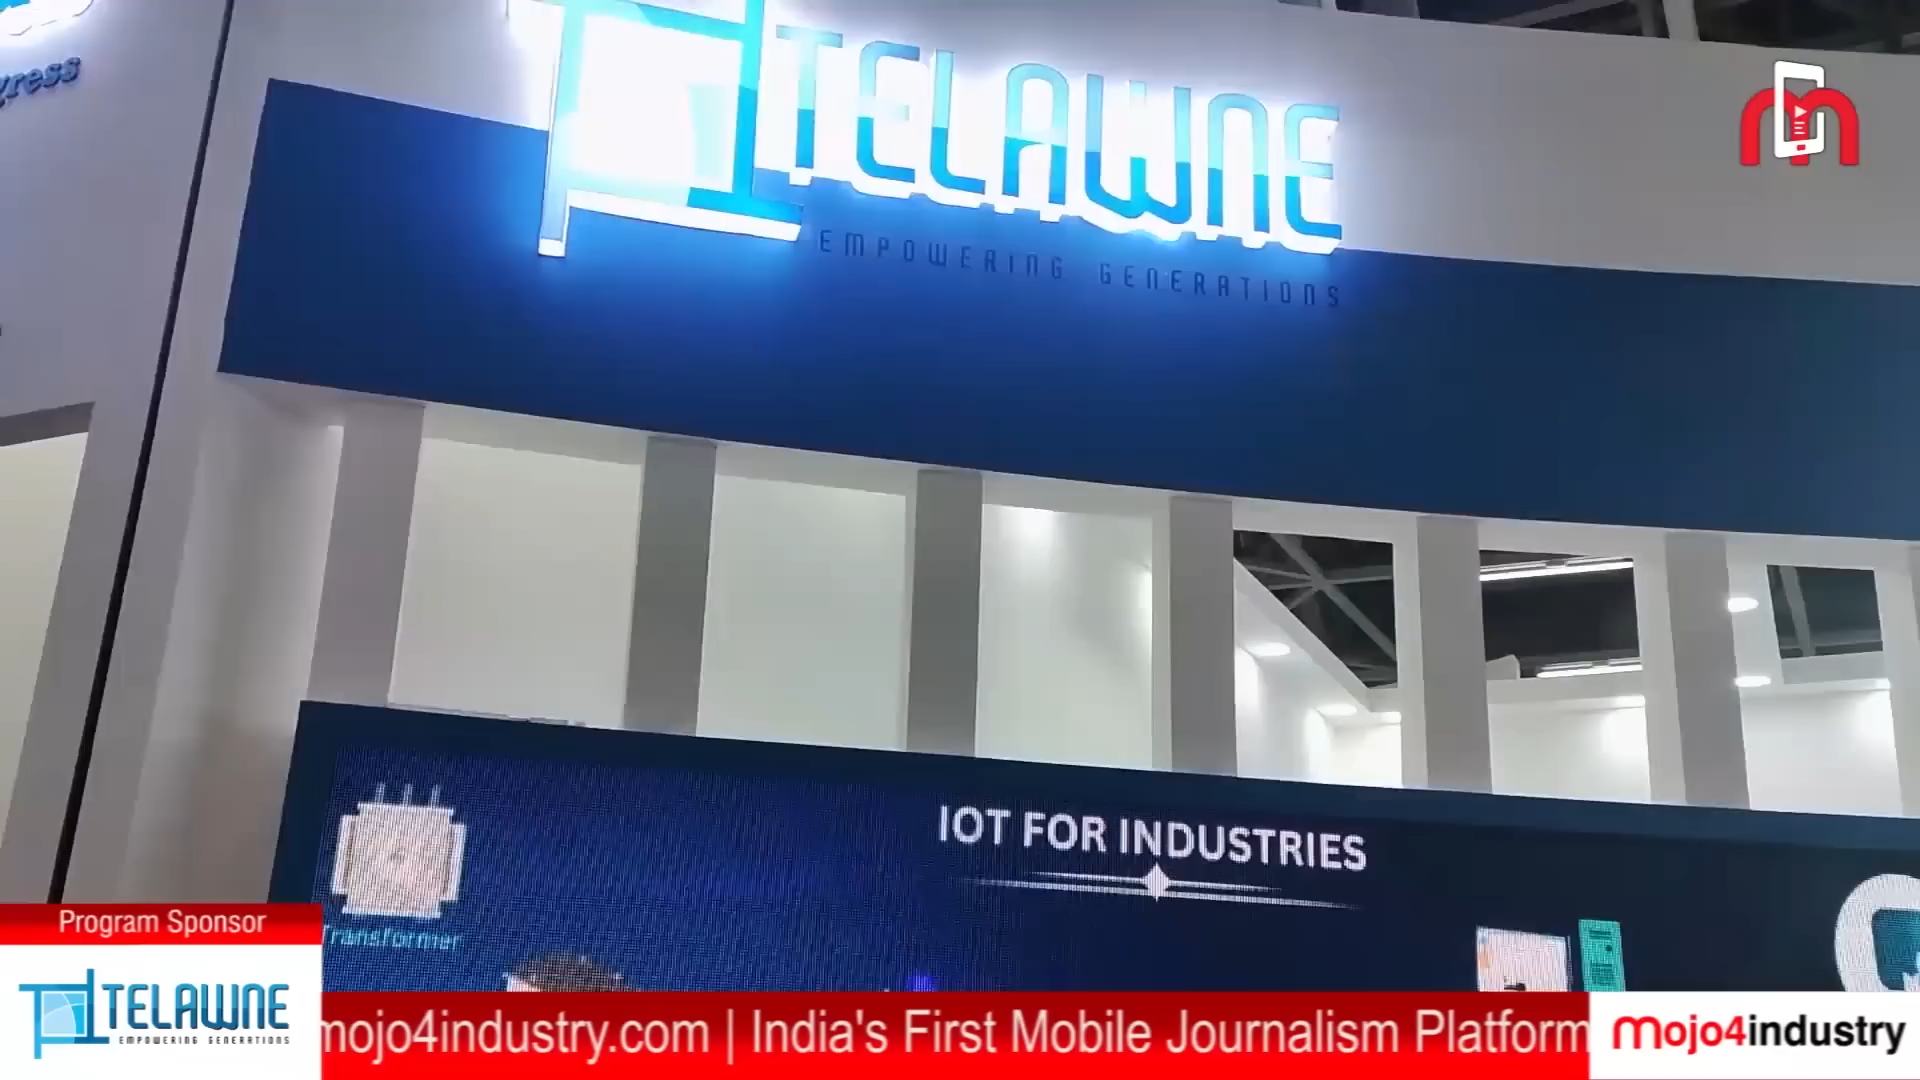 TELAWNE
EMPOWERING GENERATIONS
IOT FOR INDUSTRIES
Transformer
Program Sponsor
TELAWNE
EMPOWERING GENERATIONS
mojo4industry.com | India's First Mobile Journalism Platform
mojo4industry